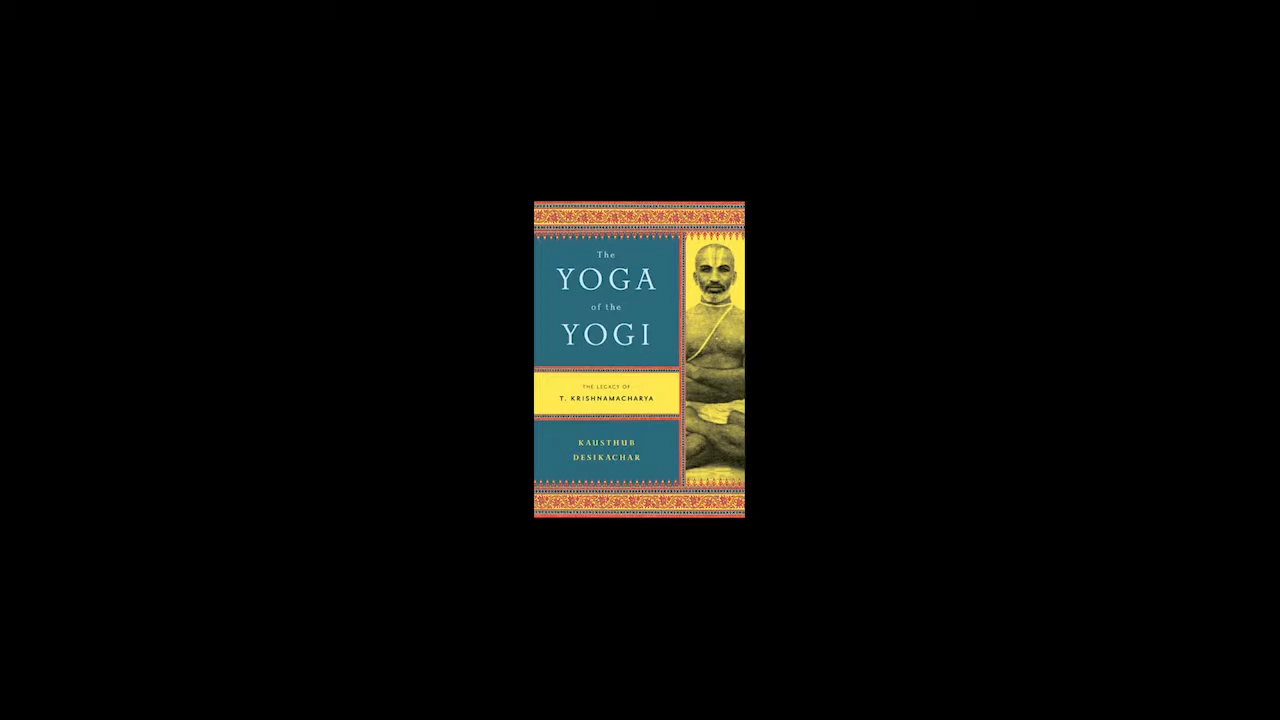 The
YOGA
of the
YOGI
THE LEGACY OF
T. KRISHNAMACHARYA
KAUSTHUB
DESIKACHAR